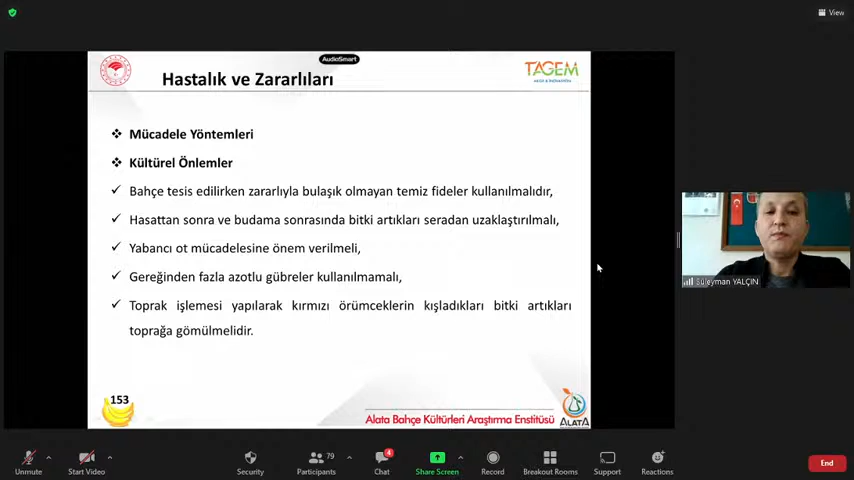 View
AudioSmart
Hastalık ve Zararlıları
TAGEM
Mücadele Yöntemleri
Kültürel Önlemler
Bahçe tesis edilirken zararlıyla bulaşık olmayan temiz fideler kullanılmalıdır,
Hasattan sonra ve budama sonrasında bitki artıkları seradan uzaklaştırılmalı,
Yabancı ot mücadelesine önem verilmeli,
Gereğinden fazla azotlu gübreler kullanılmamalı,
Toprak işlemesi yapılarak kırmızı örümceklerin kışladıkları bitki artıkları
toprağa gömülmelidir.
153
Alata Bahçe Kültürleri Araştırma Enstitüsü
ALATA
Süleyman YALÇIN
Unmute
Start Video
Security
Participants
79
Chat
4
Share Screen
Record
Breakout Rooms
Support
Reactions
End